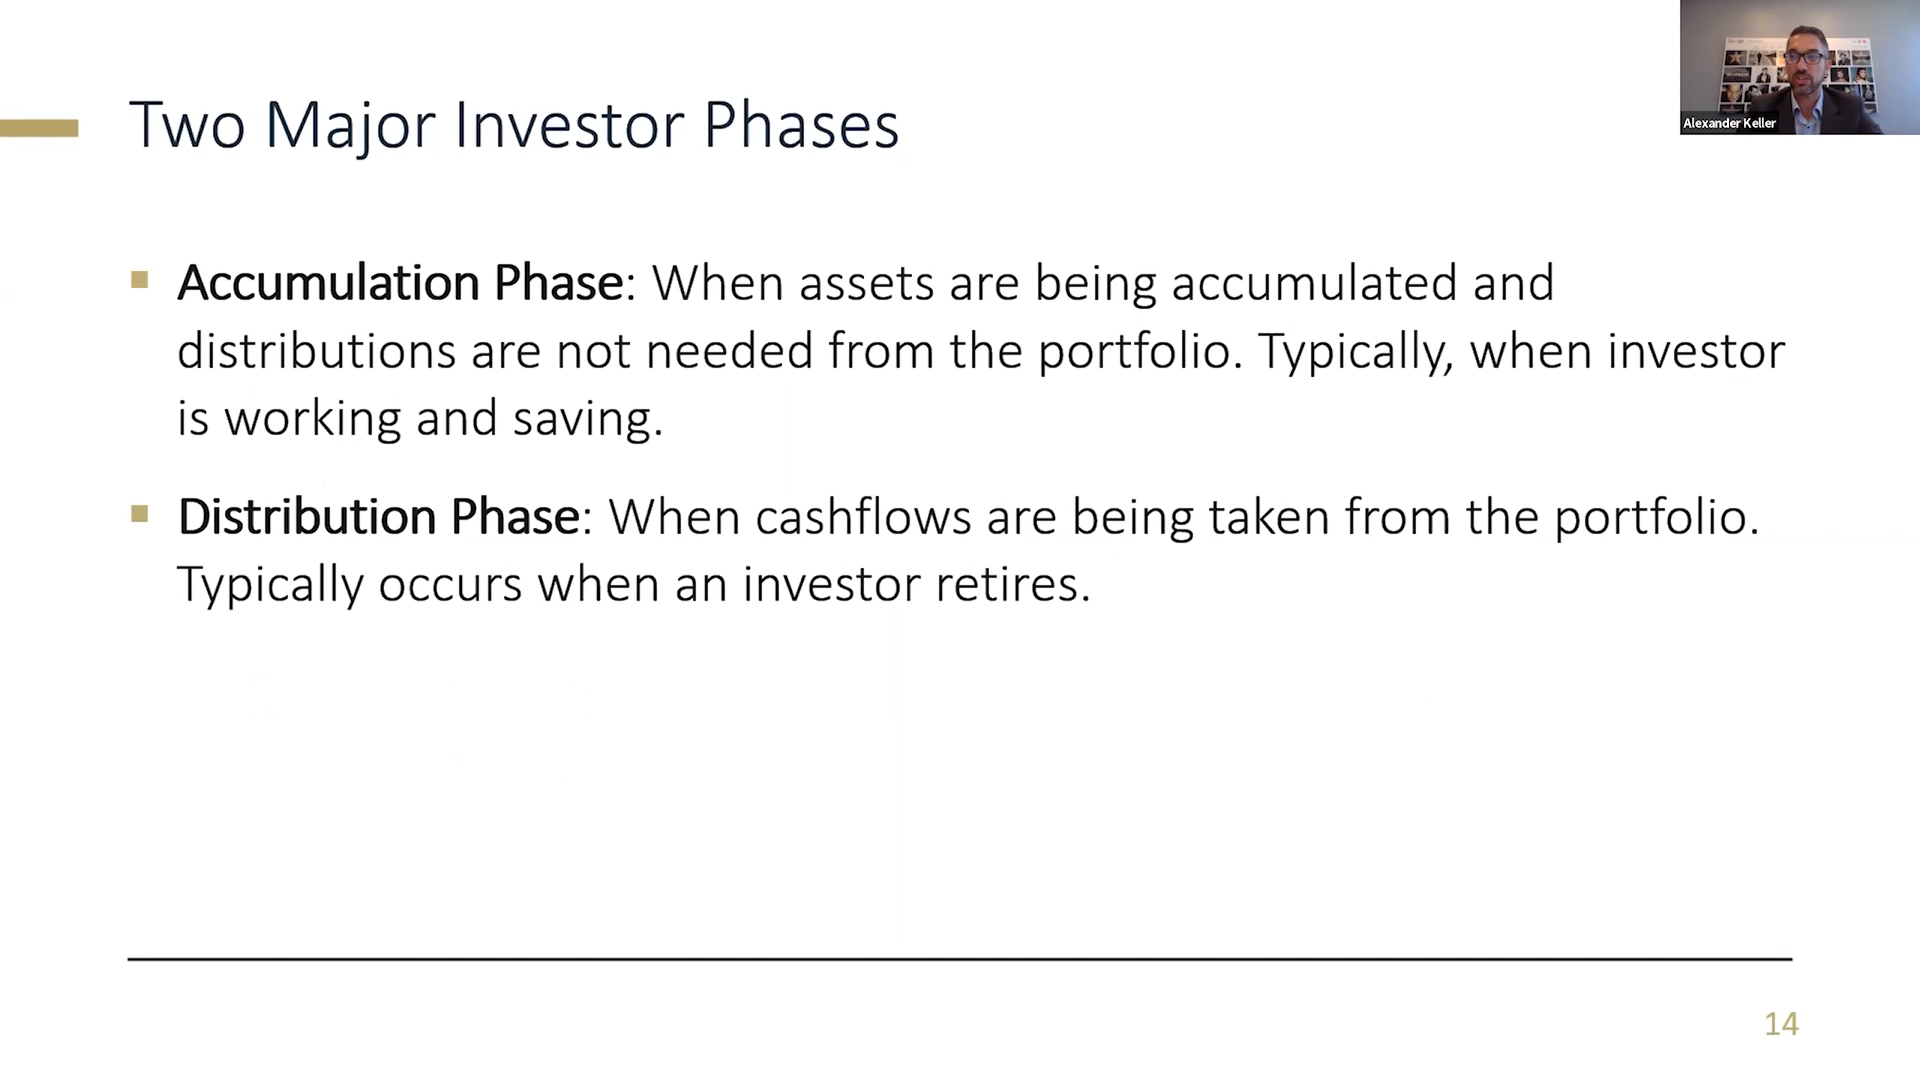 Two Major Investor Phases
Alexander Keller
▪ Accumulation Phase: When assets are being accumulated and
distributions are not needed from the portfolio. Typically, when investor
is working and saving.
▪ Distribution Phase: When cashflows are being taken from the portfolio.
Typically occurs when an investor retires.
14